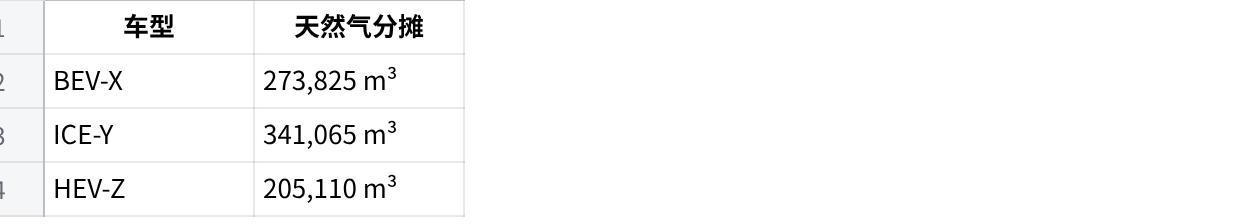 车型 天然气分摊
2 BEV-X 273,825 m³
ICE-Y 341,065 m³
HEV-Z 205,110 m³